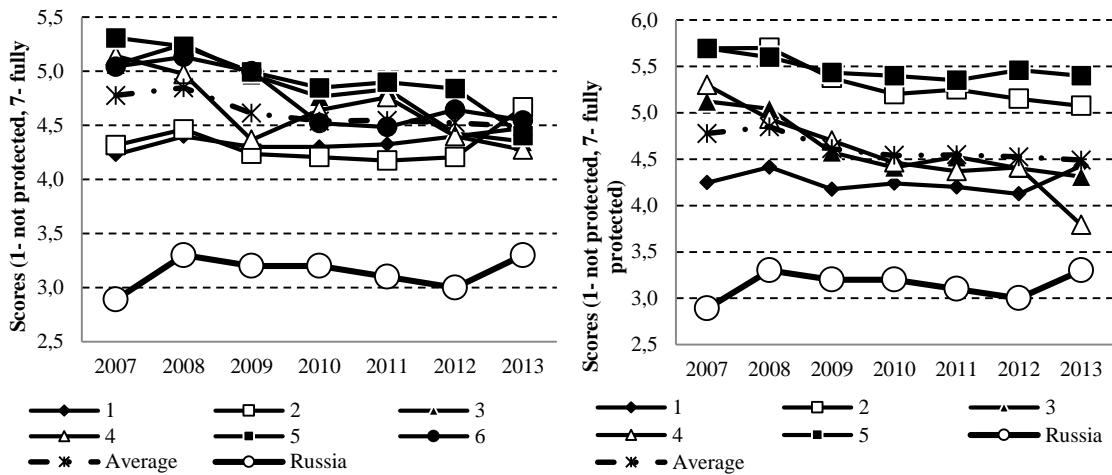 Scores (1- not protected, 7- fully
5,5
5,0
4,5
4,0
3,5
3,0
2,5
2007 2008 2009 2010 2011 2012 2013
1 2 3
4 5 6
Average Russia
Scores (1- not protected, 7- fully
protected)
6,0
5,5
5,0
4,5
4,0
3,5
3,0
2,5
2007 2008 2009 2010 2011 2012 2013
1 2 3
4 5 Russia
Average